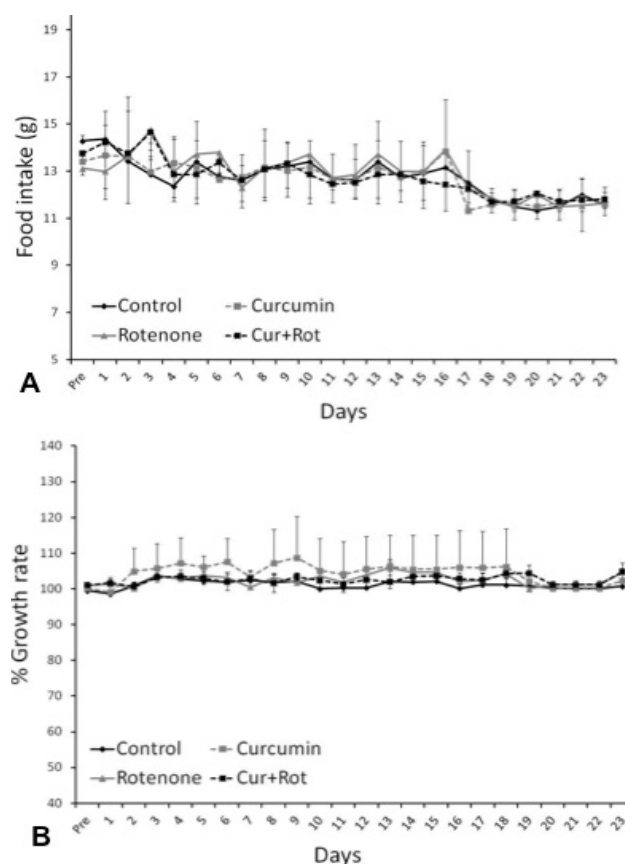 19
17
15
13
11
9
7
5
Food intake (g)
Control Curcumin
Rotenone Cur+Rot
A
Pre 1 2 3 4 5 6 7 8 9 10 11 12 13 14 15 16 17 18 19 20 21 22 23
Days
140
130
120
110
100
90
80
70
60
50
40
% Growth rate
Control Curcumin
Rotenone Cur+Rot
B
Pre 1 2 3 4 5 6 7 8 9 10 11 12 13 14 15 16 17 18 19 20 21 22 23
Days